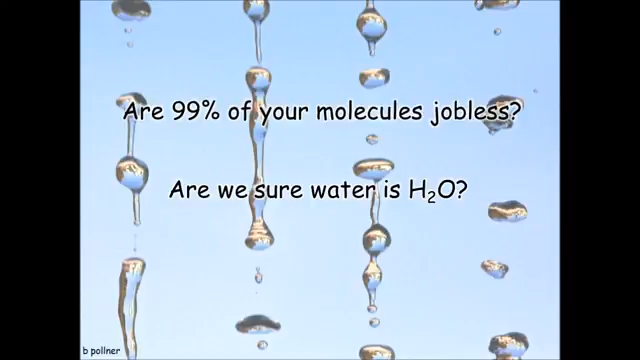 Are 99% of your molecules jobless?
Are we sure water is H₂O?
b pollner